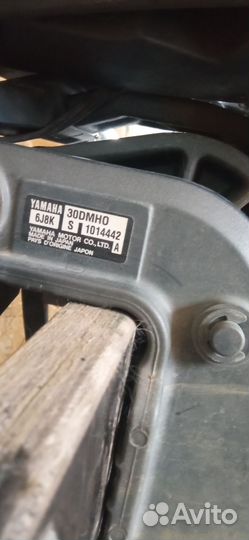 YAMAHA 30DMHO
6J8K S 1014442
YAMAHA MOTOR CO., LTD. A
MADE IN JAPAN
PAYS D'ORIGINE JAPON
Avito